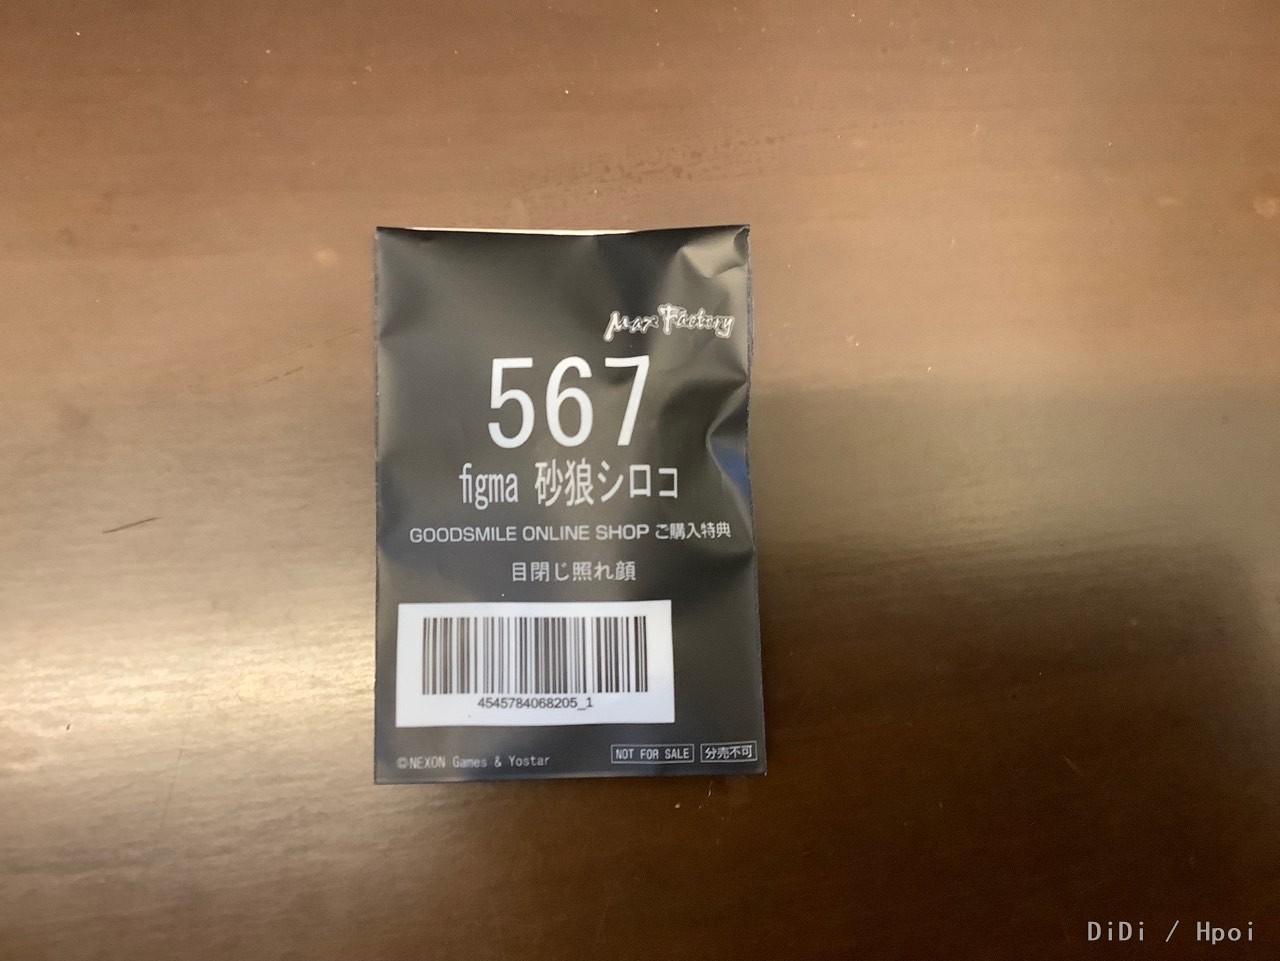 Max Factory
567
figma 砂狼シロコ
GOODSMILE ONLINE SHOP ご購入特典
目閉じ照れ顔
4545784068205_1
©NEXON Games & Yostar
NOT FOR SALE 分売不可
DiDi / Hpoi